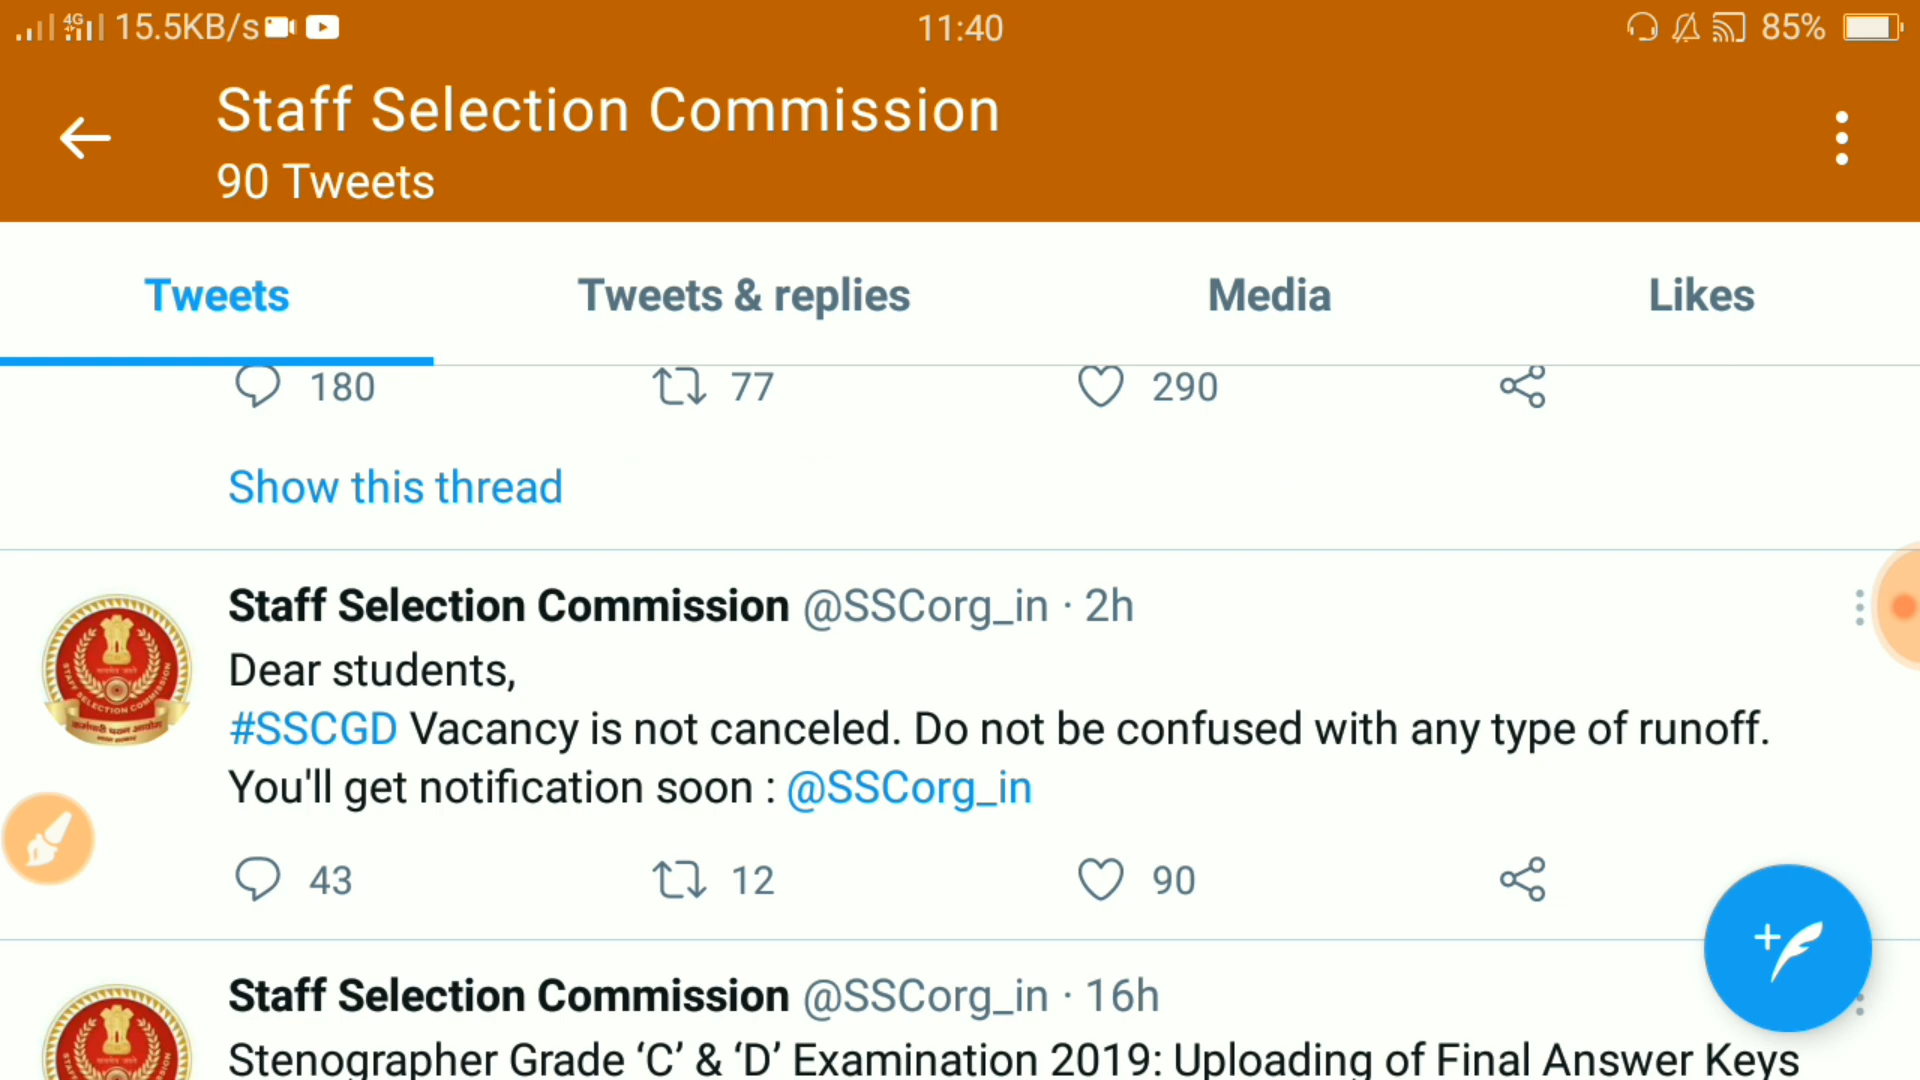 4G 15.5KB/s 11:40 85%
Staff Selection Commission
90 Tweets
Tweets Tweets & replies Media Likes
180 77 290
Show this thread
Staff Selection Commission @SSCorg_in · 2h
Dear students,
#SSCGD Vacancy is not canceled. Do not be confused with any type of runoff.
You'll get notification soon : @SSCorg_in
43 12 90
Staff Selection Commission @SSCorg_in · 16h
Stenographer Grade ‘C’ & ‘D’ Examination 2019: Uploading of Final Answer Keys